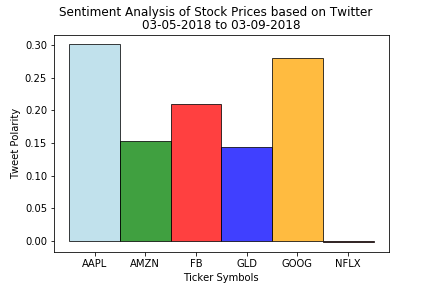 Sentiment Analysis of Stock Prices based on Twitter
03-05-2018 to 03-09-2018
Tweet Polarity
0.30
0.25
0.20
0.15
0.10
0.05
0.00
AAPL AMZN FB GLD GOOG NFLX
Ticker Symbols